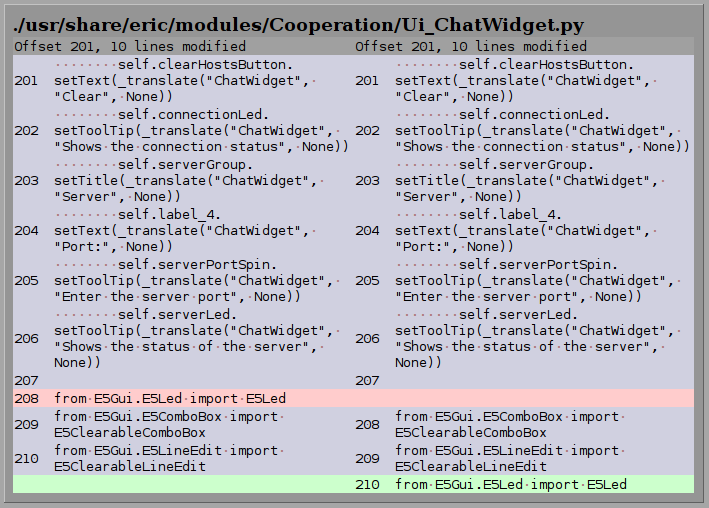 ./usr/share/eric/modules/Cooperation/Ui_ChatWidget.py
Offset 201, 10 lines modified Offset 201, 10 lines modified
201 ········self.clearHostsButton.
setText(_translate("ChatWidget",·
"Clear",·None))
201 ········self.clearHostsButton.
setText(_translate("ChatWidget",·
"Clear",·None))
202 ········self.connectionLed.
setToolTip(_translate("ChatWidget",·
"Shows·the·connection·status",·None))
202 ········self.connectionLed.
setToolTip(_translate("ChatWidget",·
"Shows·the·connection·status",·None))
203 ········self.serverGroup.
setTitle(_translate("ChatWidget",·
"Server",·None))
203 ········self.serverGroup.
setTitle(_translate("ChatWidget",·
"Server",·None))
204 ········self.label_4.
setText(_translate("ChatWidget",·
"Port:",·None))
204 ········self.label_4.
setText(_translate("ChatWidget",·
"Port:",·None))
205 ········self.serverPortSpin.
setToolTip(_translate("ChatWidget",·
"Enter·the·server·port",·None))
205 ········self.serverPortSpin.
setToolTip(_translate("ChatWidget",·
"Enter·the·server·port",·None))
206 ········self.serverLed.
setToolTip(_translate("ChatWidget",·
"Shows·the·status·of·the·server",·
None))
206 ········self.serverLed.
setToolTip(_translate("ChatWidget",·
"Shows·the·status·of·the·server",·
None))
207
207
208 from·E5Gui.E5Led·import·E5Led
209 from·E5Gui.E5ComboBox·import·
E5ClearableComboBox
208 from·E5Gui.E5ComboBox·import·
E5ClearableComboBox
210 from·E5Gui.E5LineEdit·import·
E5ClearableLineEdit
209 from·E5Gui.E5LineEdit·import·
E5ClearableLineEdit
210 from·E5Gui.E5Led·import·E5Led